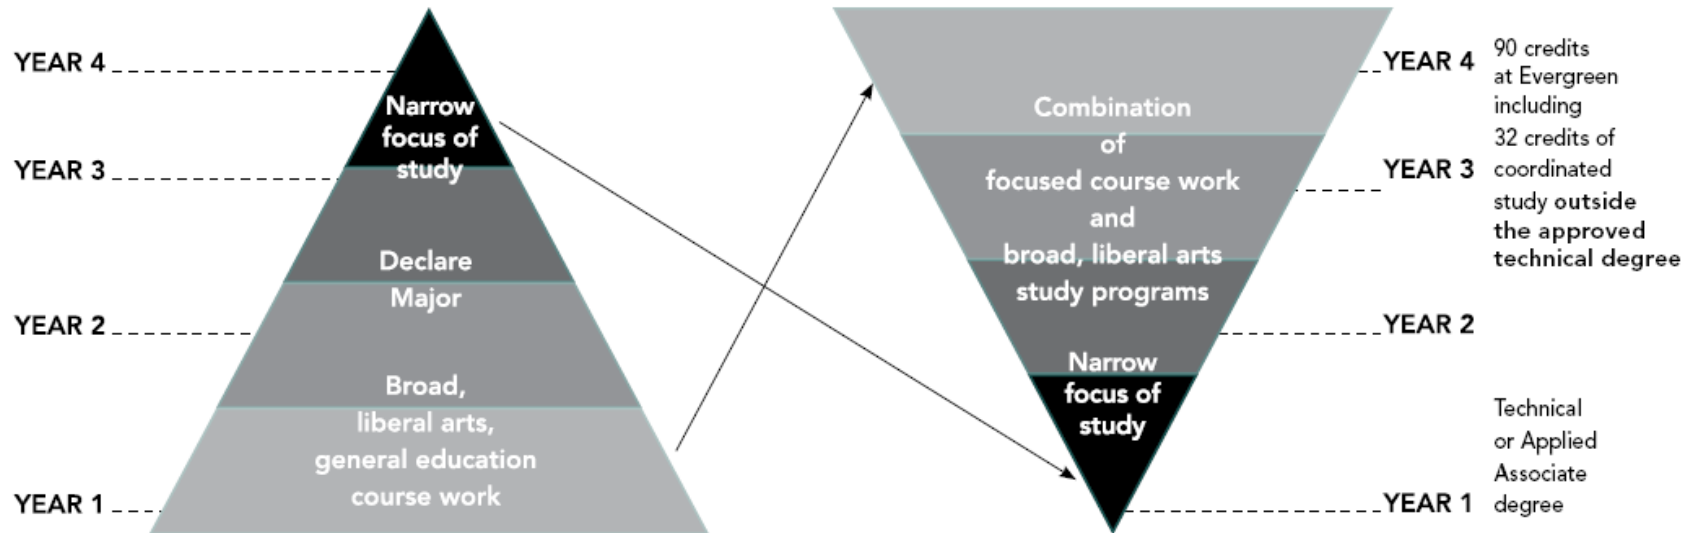 YEAR 4
YEAR 3
YEAR 2
YEAR 1
Narrow
focus of
study
Declare
Major
Broad,
liberal arts,
general education
course work
Combination
of
focused course work
and
broad, liberal arts
study programs
Narrow
focus of
study
YEAR 4
YEAR 3
YEAR 2
YEAR 1
90 credits
at Evergreen
including
32 credits of
coordinated
study outside
the approved
technical degree
Technical
or Applied
Associate
degree